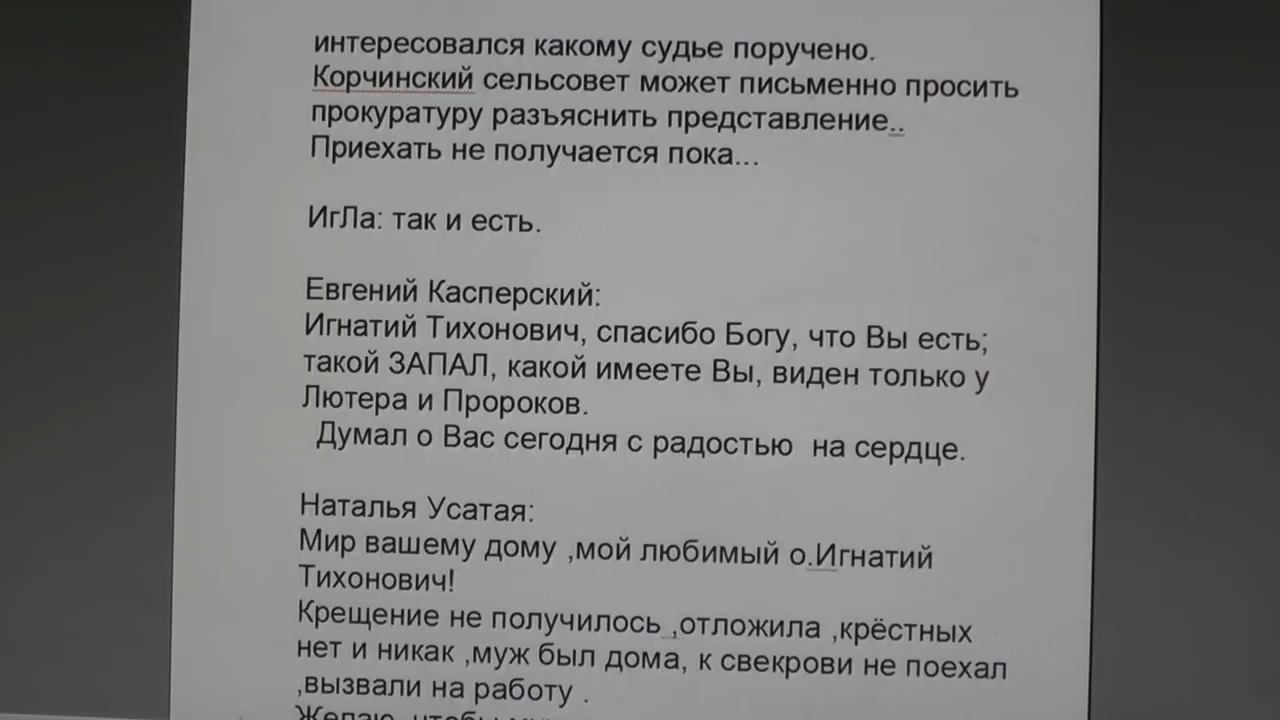 интересовался какому судье поручено.
Корчинский сельсовет может письменно просить
прокуратуру разъяснить представление..
Приехать не получается пока...
ИгЛа: так и есть.
Евгений Касперский:
Игнатий Тихонович, спасибо Богу, что Вы есть;
такой ЗАПАЛ, какой имеете Вы, виден только у
Лютера и Пророков.
Думал о Вас сегодня с радостью  на сердце.
Наталья Усатая:
Мир вашему дому ,мой любимый о.Игнатий
Тихонович!
Крещение не получилось ,отложила ,крёстных
нет и никак ,муж был дома, к свекрови не поехал
,вызвали на работу .
Желаю чтобы